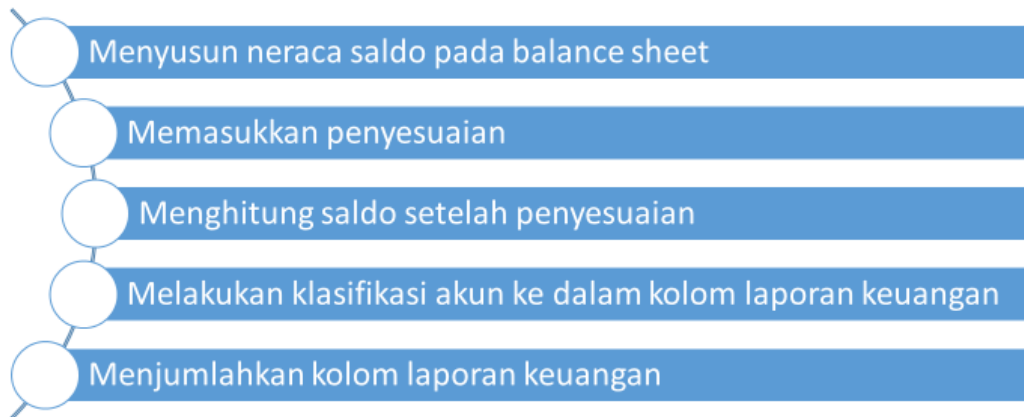 Menyusun neraca saldo pada balance sheet
Memasukkan penyesuaian
Menghitung saldo setelah penyesuaian
Melakukan klasifikasi akun ke dalam kolom laporan keuangan
Menjumlahkan kolom laporan keuangan